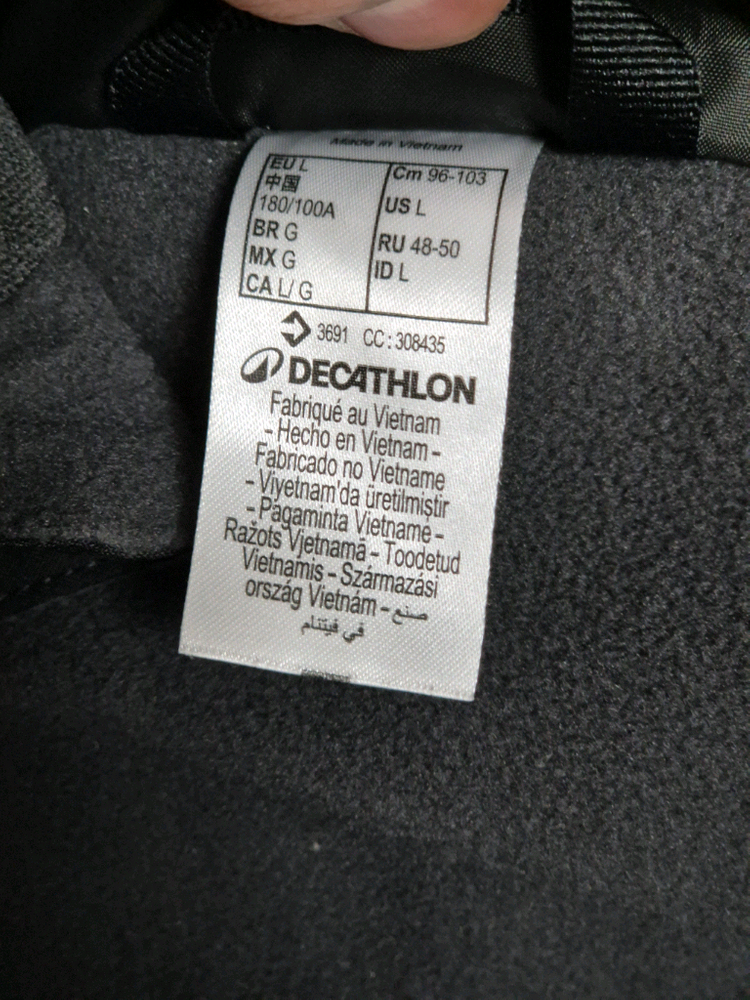 Made in Vietnam
EU L
中国
180/100A
BR G
MX G
CA L/ G
Cm 96-103
US L
RU 48-50
ID L
3691 CC : 308435
DECATHLON
Fabriqué au Vietnam
- Hecho en Vietnam -
Fabricado no Vietname
- Viyetnam'da üretilmiştir
- Pagaminta Vietname -
Ražots Vjetnamā - Toodetud
Vietnamis - Származási
ország Vietnám - صنع
في فيتنام